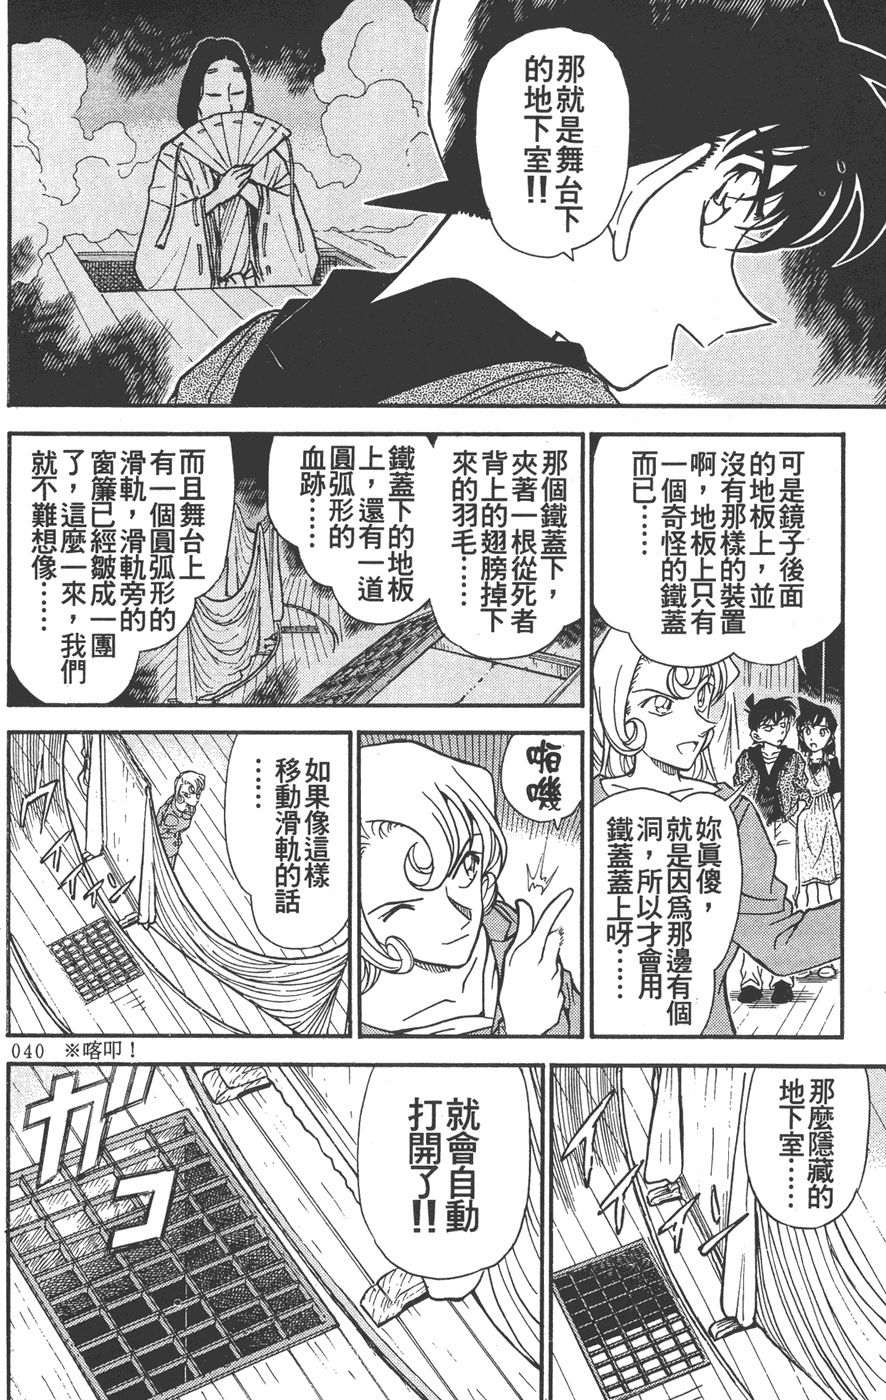 那就是舞台下
的地下室!!
可是鏡子後面
的地板上，並
沒有那樣的裝置
啊，地板上只有
一個奇怪的鐵蓋
而已……
那個鐵蓋下，
夾著一根從死者
背上的翅膀掉下
來的羽毛……
鐵蓋下的地板
上，還有一道
圓弧形的
血跡……
而且舞台上
有一個圓弧形的
滑軌，滑軌旁的
窗簾已經皺成一團
了，這麼一來，我們
就不難想像……
妳真傻，
就是因為那邊有個
洞，所以才會用
鐵蓋蓋上呀……
啪嘰
如果像這樣
移動滑軌的話
……
040 ※喀叩！
那麼隱藏的
地下室……
就會自動
打開了!!
ガコ